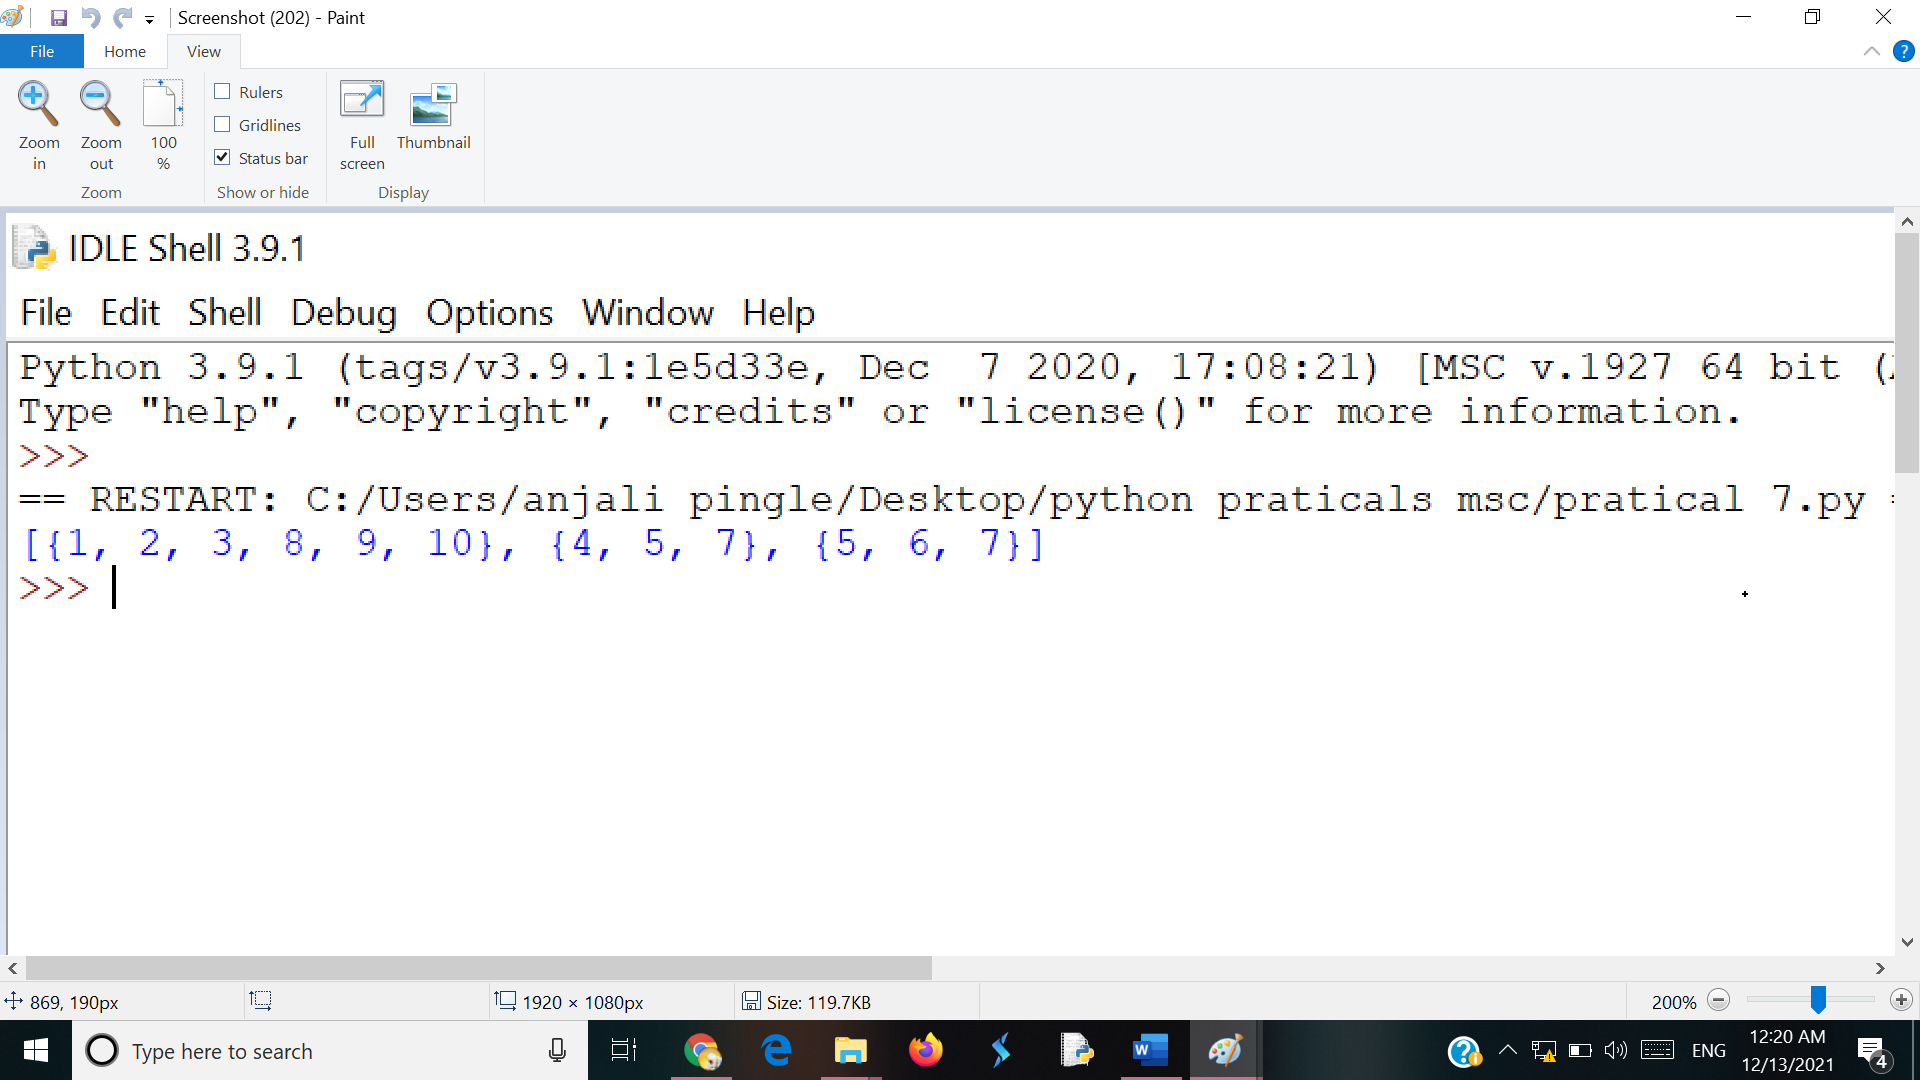 Screenshot (202) - Paint
File Home View
Zoom in
Zoom out
100 %
Rulers
Gridlines
Status bar
Full screen
Thumbnail
Zoom
Show or hide
Display
IDLE Shell 3.9.1
File Edit Shell Debug Options Window Help
Python 3.9.1 (tags/v3.9.1:1e5d33e, Dec  7 2020, 17:08:21) [MSC v.1927 64 bit (
Type "help", "copyright", "credits" or "license()" for more information.
>>>
== RESTART: C:/Users/anjali pingle/Desktop/python praticals msc/pratical 7.py =
[{1, 2, 3, 8, 9, 10}, {4, 5, 7}, {5, 6, 7}]
>>>
869, 190px
1920 × 1080px
Size: 119.7KB
200%
Type here to search
ENG
12:20 AM
12/13/2021
4